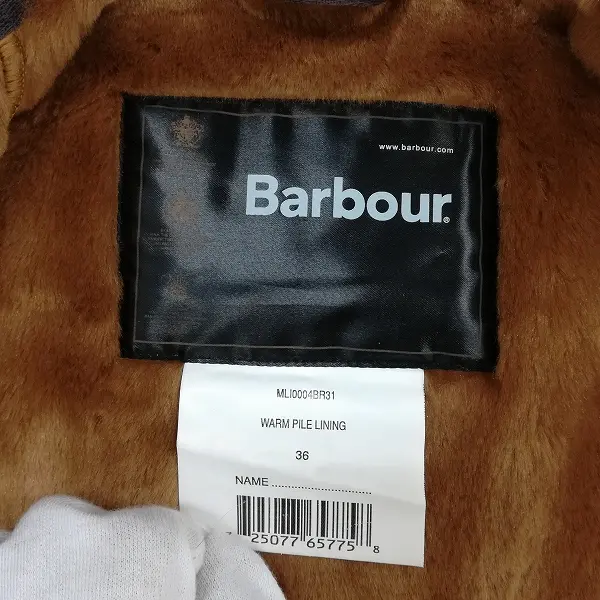 www.barbour.com
Barbour®
MLI0004BR31
WARM PILE LINING
36
NAME..............................
25077 65775 8